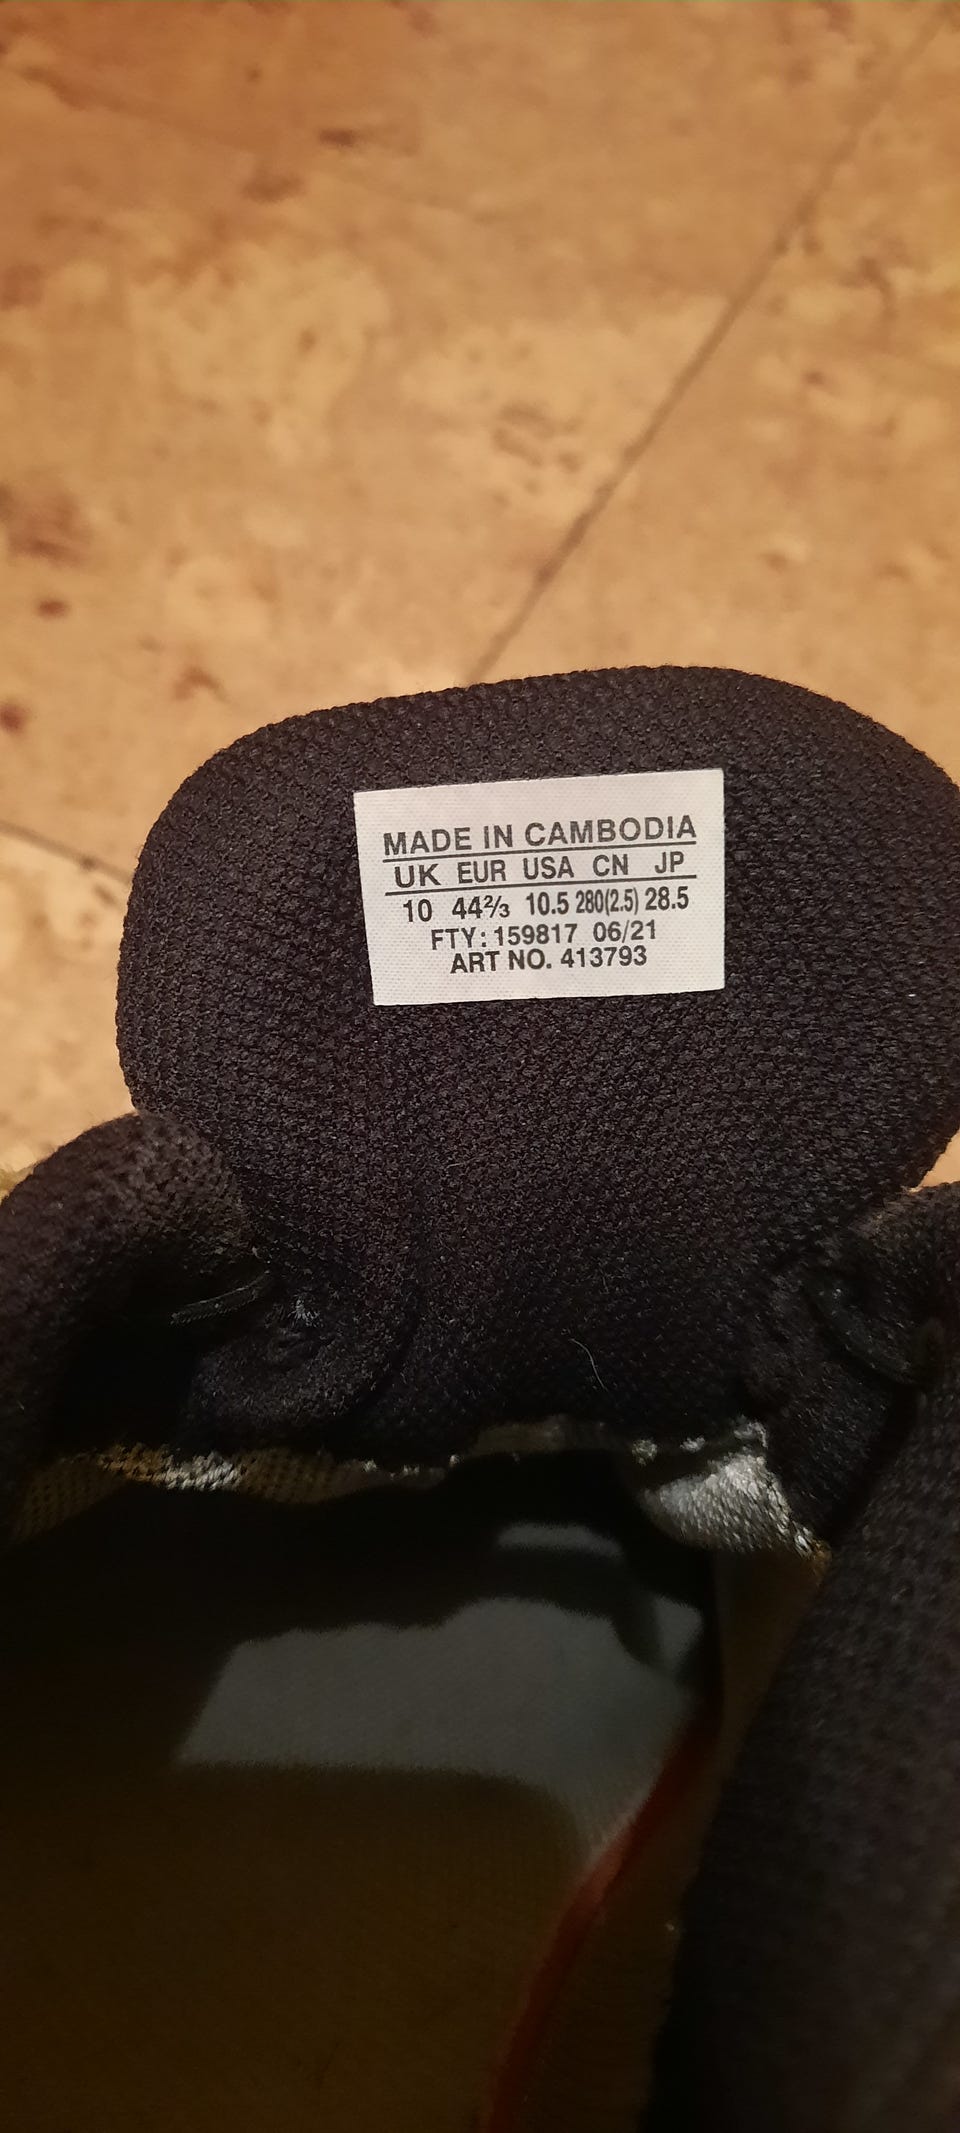 MADE IN CAMBODIA
UK EUR USA CN JP
10 44⅔ 10.5 280(2.5) 28.5
FTY: 159817 06/21
ART NO. 413793